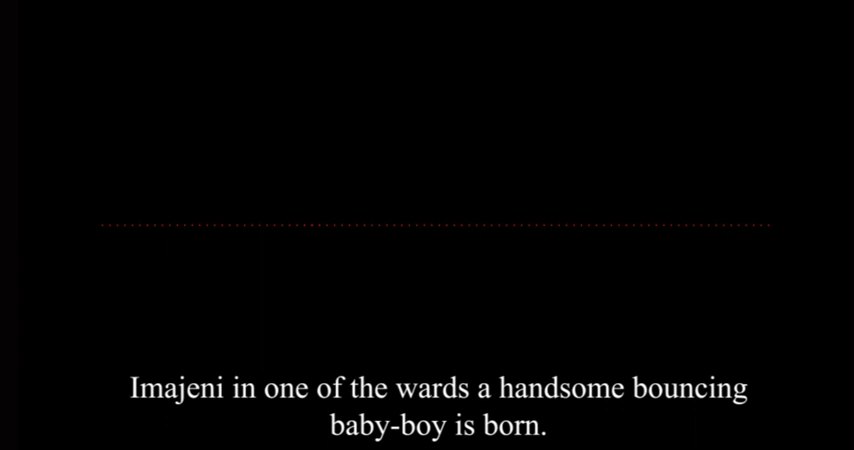 Imajeni in one of the wards a handsome bouncing
baby-boy is born.